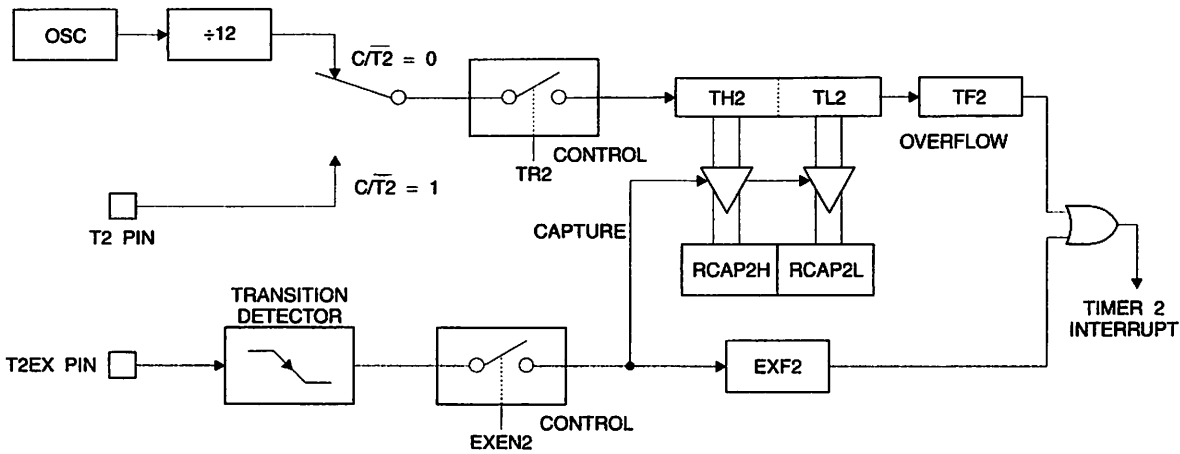 OSC
÷12
C/T2̅ = 0
TH2
TL2
TF2
OVERFLOW
CONTROL
TR2
C/T2̅ = 1
T2 PIN
CAPTURE
RCAP2H
RCAP2L
TRANSITION
DETECTOR
TIMER 2
INTERRUPT
T2EX PIN
EXF2
CONTROL
EXEN2